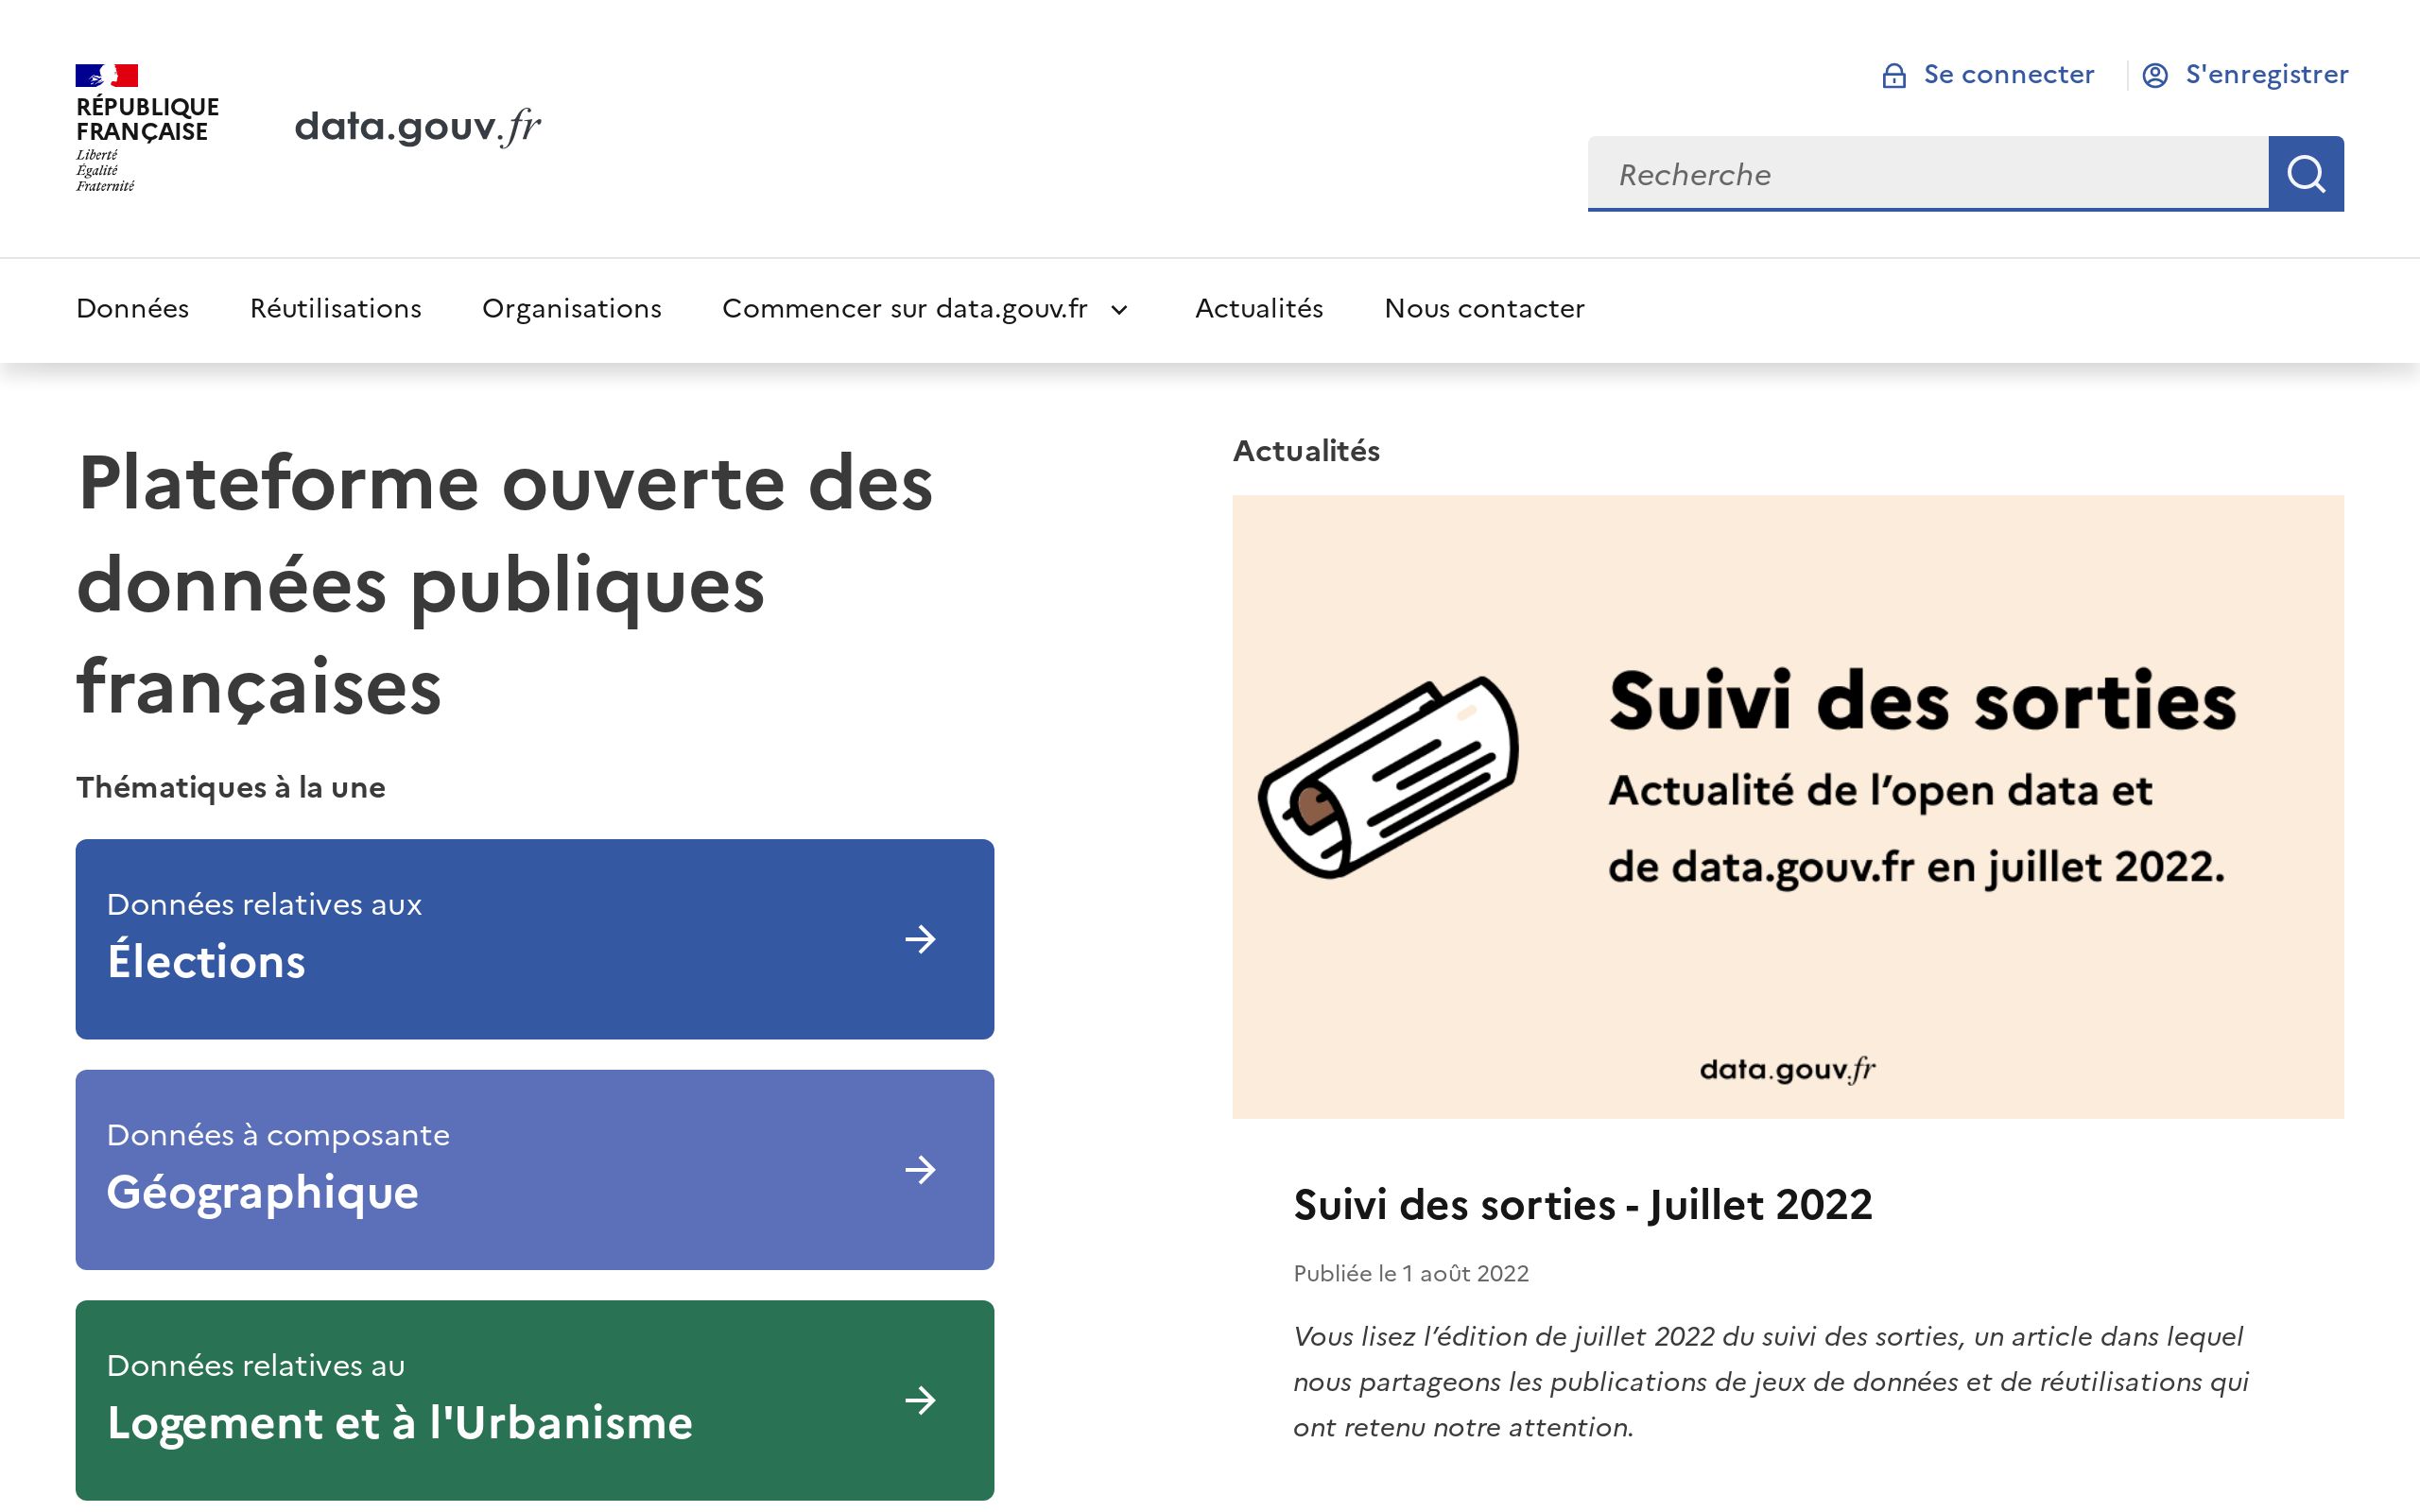 RÉPUBLIQUE
FRANÇAISE
Liberté
Égalité
Fraternité
data.gouv.fr
Se connecter
S'enregistrer
Recherche
Données
Réutilisations
Organisations
Commencer sur data.gouv.fr
Actualités
Nous contacter
Plateforme ouverte des
données publiques
françaises
Thématiques à la une
Données relatives aux
Élections
Données à composante
Géographique
Données relatives au
Logement et à l'Urbanisme
Actualités
Suivi des sorties
Actualité de l’open data et
de data.gouv.fr en juillet 2022.
data.gouv.fr
Suivi des sorties - Juillet 2022
Publiée le 1 août 2022
Vous lisez l’édition de juillet 2022 du suivi des sorties, un article dans lequel
nous partageons les publications de jeux de données et de réutilisations qui
ont retenu notre attention.